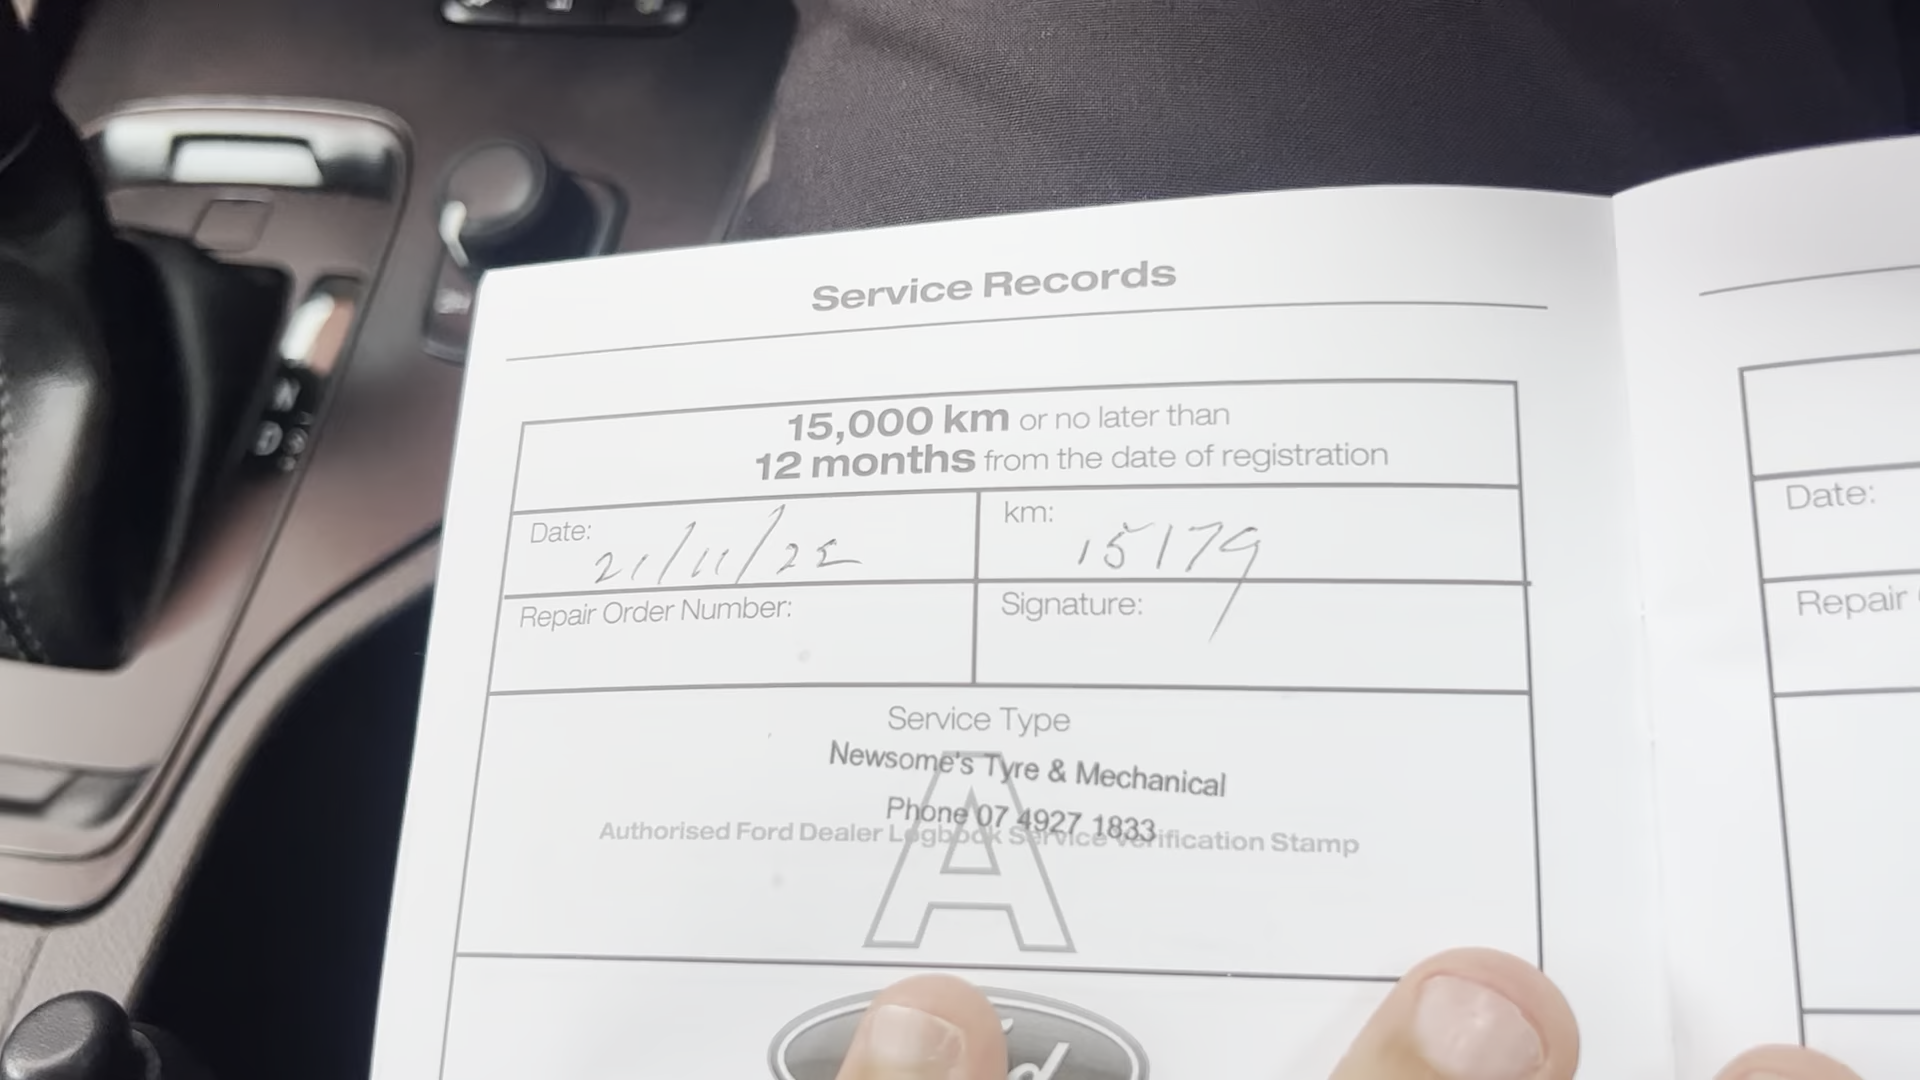 Service Records
15,000 km or no later than
12 months from the date of registration
Date: 21/11/22
km: 15179
Repair Order Number:
Signature:
Service Type
A
Newsome's Tyre & Mechanical
Phone 07 4927 1833
Authorised Ford Dealer Logbook Service Verification Stamp
Date:
Repair
N
D